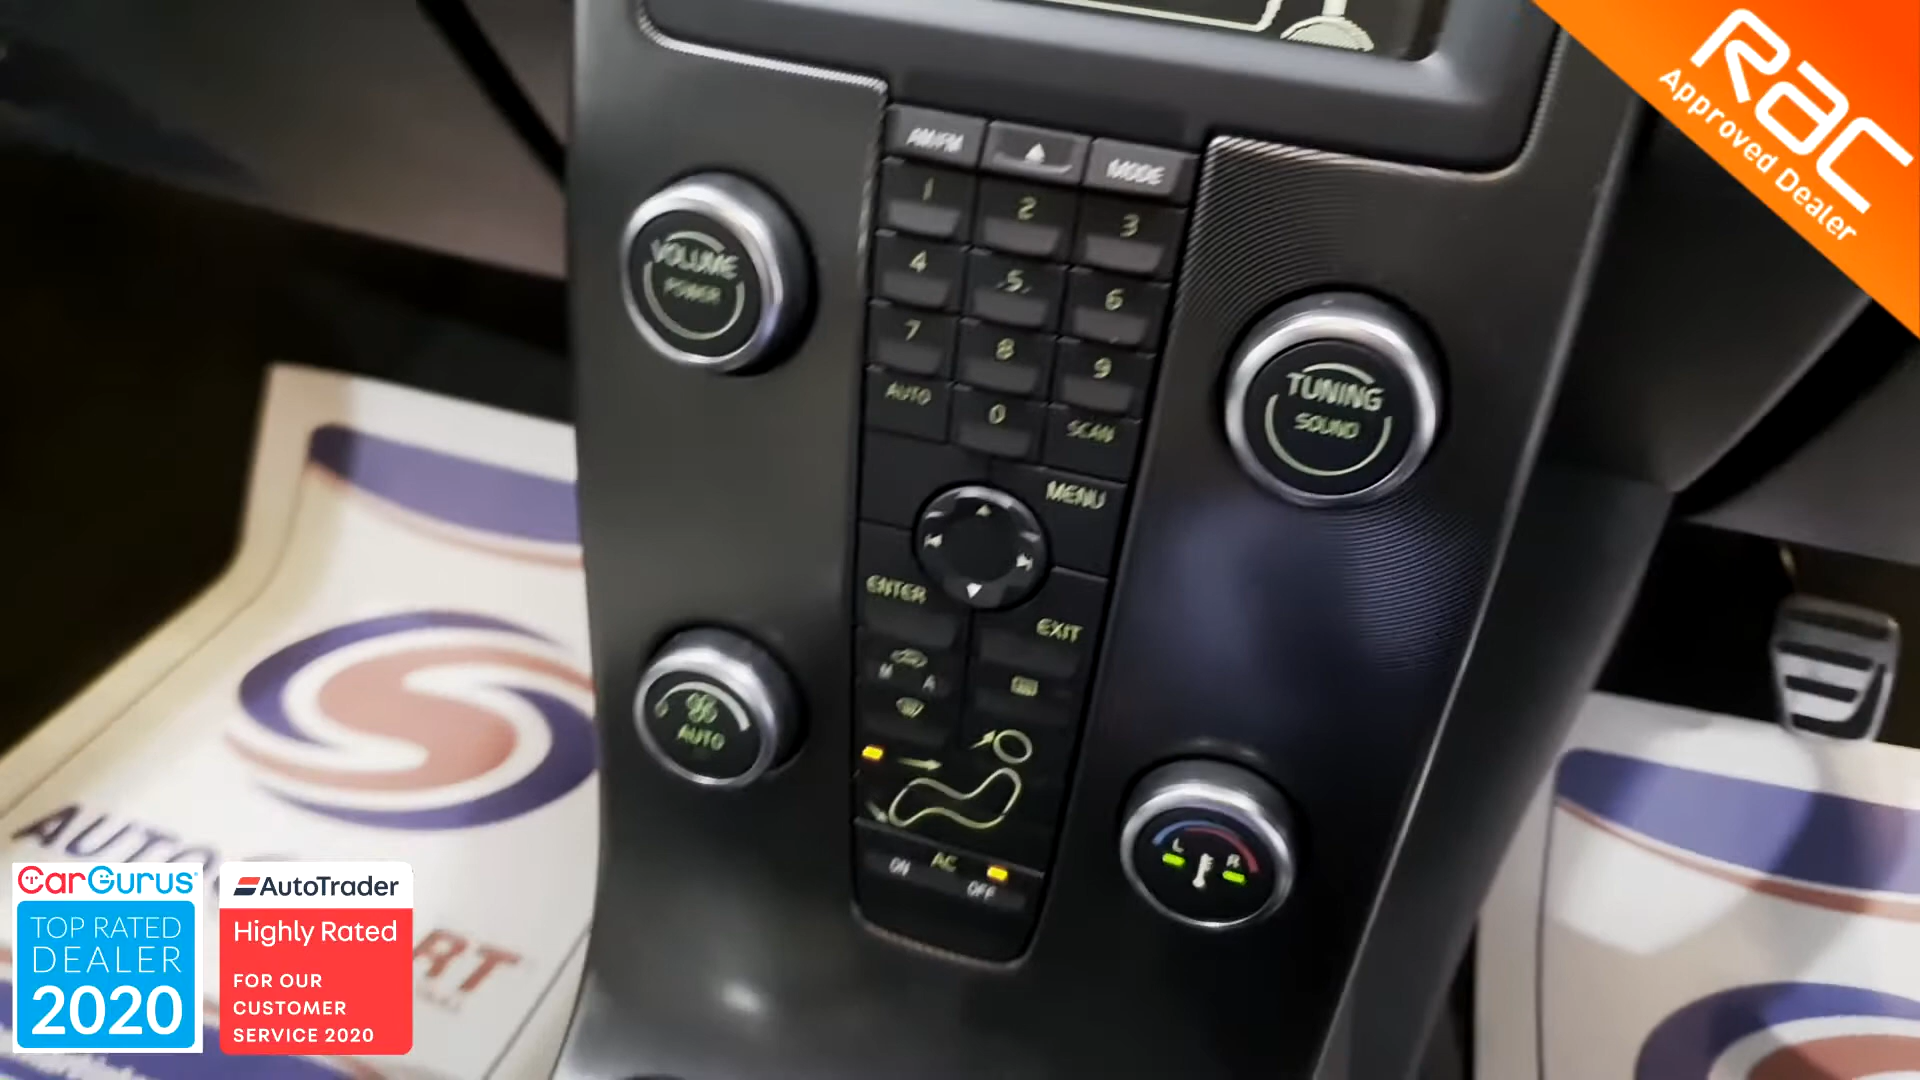 rac
Approved Dealer
AM/FM
MODE
1
2
3
4
5
6
7
8
9
AUTO
0
SCAN
VOLUME
POWER
TUNING
SOUND
MENU
ENTER
EXIT
M
A
AUTO
L
R
AC
ON
OFF
AUTO
RT
CarGurus
TOP RATED
DEALER
2020
AutoTrader
Highly Rated
FOR OUR
CUSTOMER
SERVICE 2020